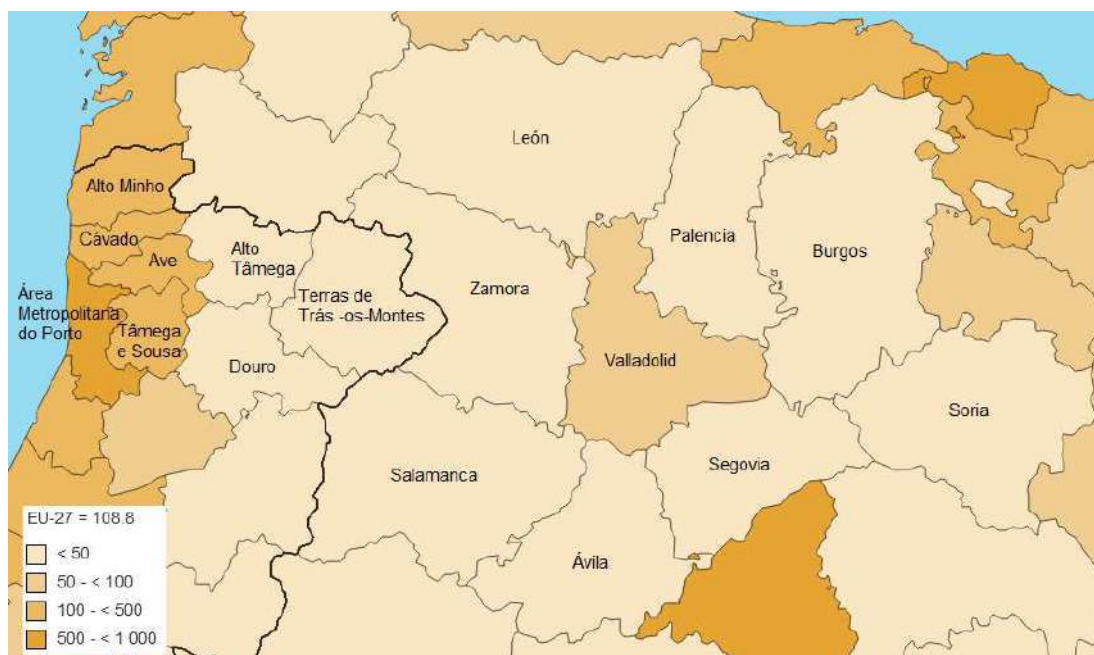 León
Alto Minho
Cávado
Ave
Alto
Tâmega
Palencia
Burgos
Zamora
Área
Metropolitana
do Porto
Terras de
Trás -os-Montes
Tâmega
e Sousa
Douro
Valladolid
Soria
Salamanca
Segovia
Ávila
EU-27 = 108.8
< 50
50 - < 100
100 - < 500
500 - < 1 000